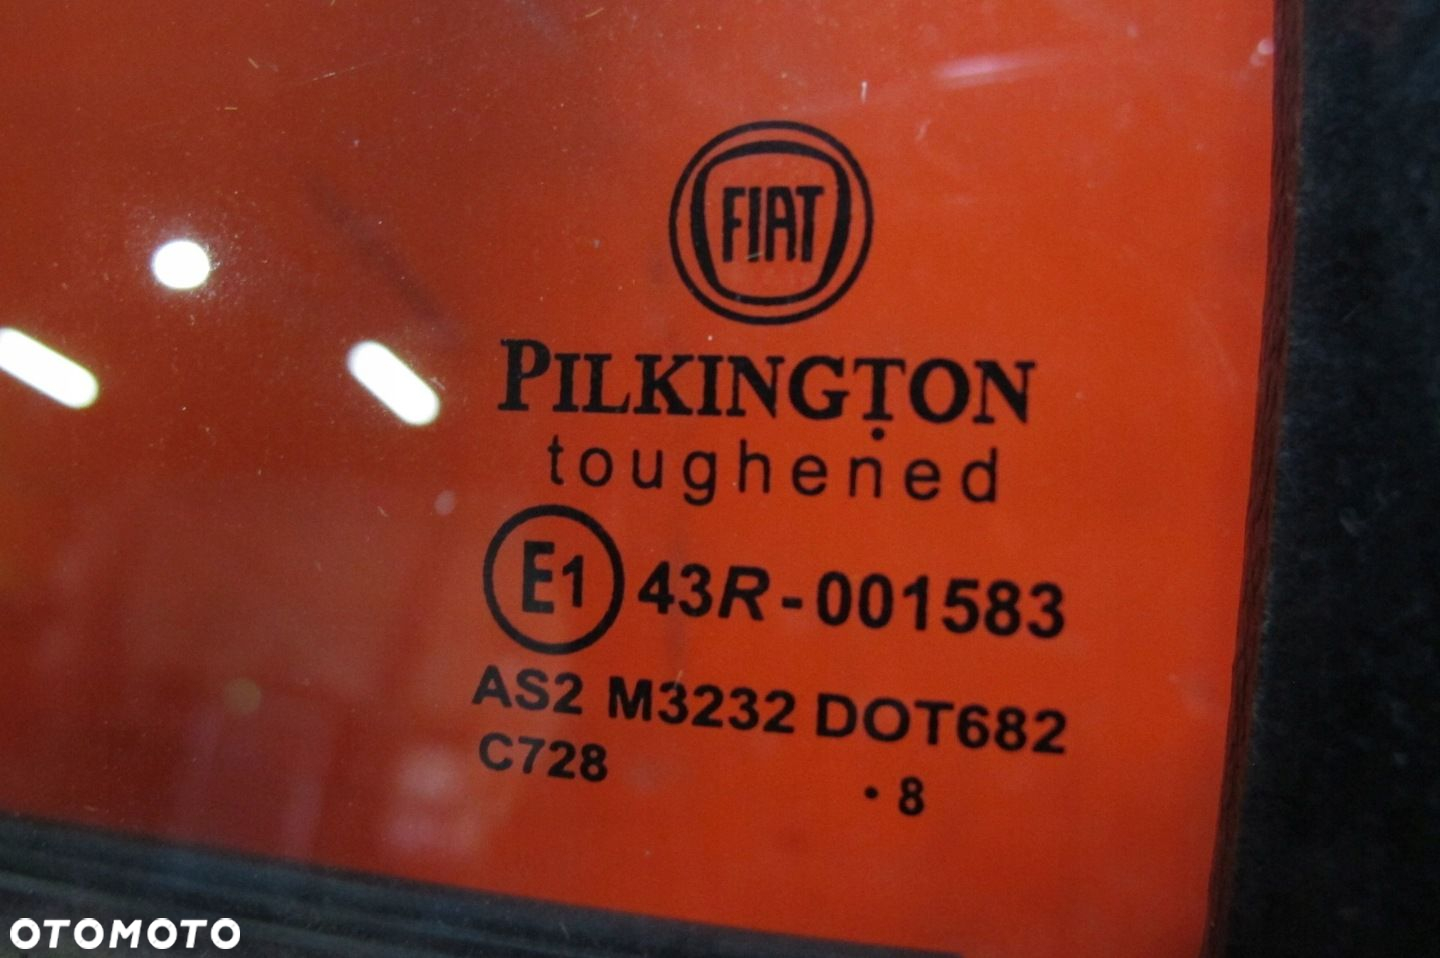 FIAT
PILKINGTON
toughened
E1 43R-001583
AS2 M3232 DOT682
C728 .8
OTOMOTO